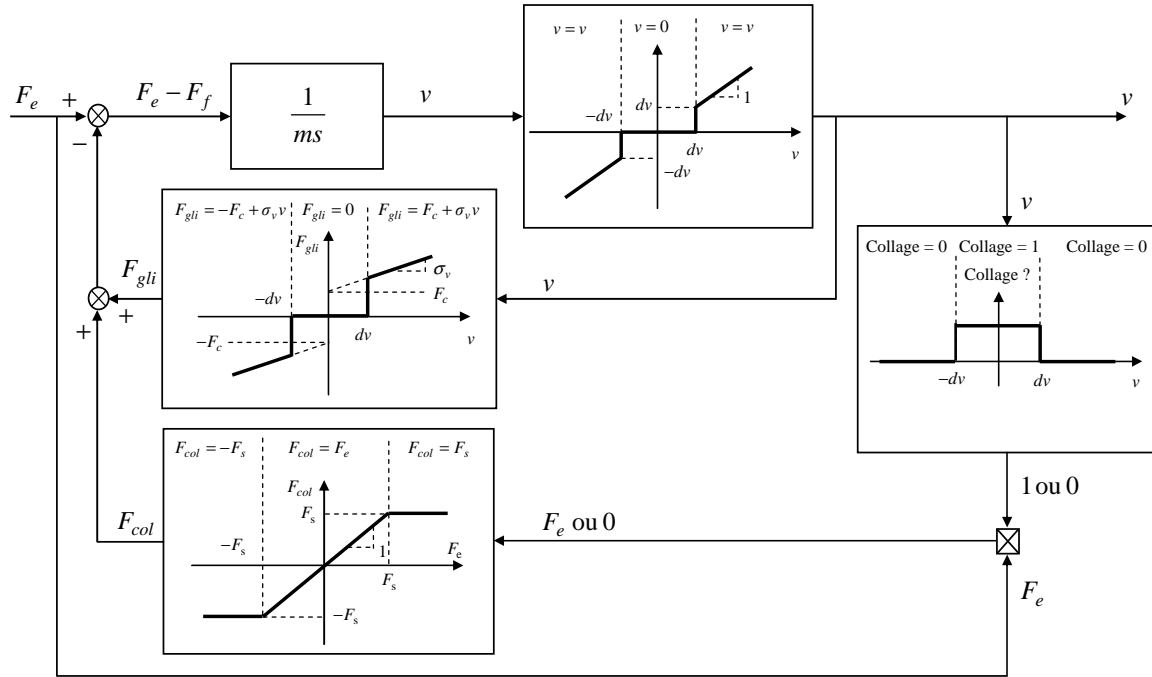 v = v v = 0 v = v
dv
1
−dv
dv
v
−dv
F_e
+
−
F_e − F_f
1
ms
v
v
v
F_gli = −F_c + σ_v v F_gli = 0 F_gli = F_c + σ_v v
F_gli
σ_v
F_c
−dv
dv
−F_c
v
F_gli
+
+
v
Collage = 0 Collage = 1 Collage = 0
Collage ?
−dv
dv
v
F_col = −F_s F_col = F_e F_col = F_s
F_col
F_s
−F_s
1
F_e
F_s
−F_s
F_col
F_e ou 0
1 ou 0
F_e